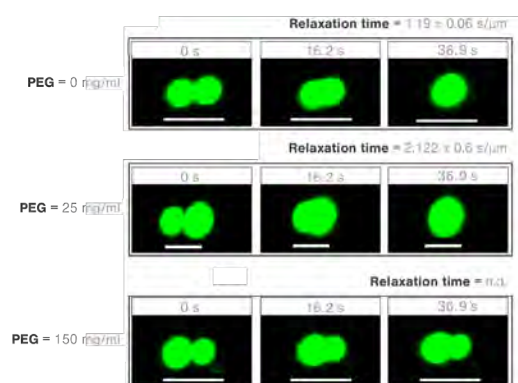 Relaxation time = 1.19 ± 0.06 s/µm
0 s 16.2 s 36.9 s
PEG = 0 mg/ml
Relaxation time = 2.122 ± 0.6 s/µm
0 s 16.2 s 36.9 s
PEG = 25 mg/ml
Relaxation time = n.a.
0 s 16.2 s 36.9 s
PEG = 150 mg/ml